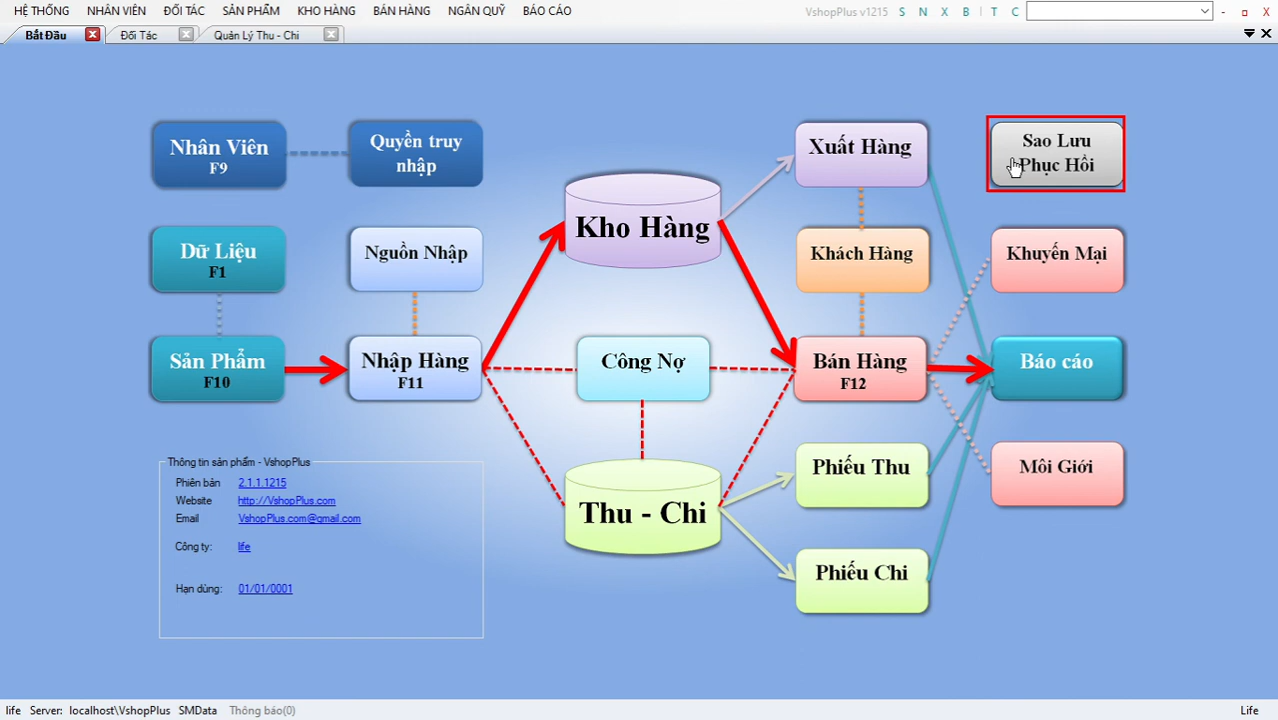 HỆ THỐNG NHÂN VIÊN ĐỐI TÁC SẢN PHẨM KHO HÀNG BÁN HÀNG NGÂN QUỸ BÁO CÁO VshopPlus v1215 S N X B T C
Bắt Đầu Đối Tác Quản Lý Thu - Chi
Nhân Viên
F9
Quyền truy
nhập
Xuất Hàng
Sao Lưu
Phục Hồi
Kho Hàng
Dữ Liệu
F1
Nguồn Nhập
Khách Hàng
Khuyến Mại
Sản Phẩm
F10
Nhập Hàng
F11
Công Nợ
Bán Hàng
F12
Báo cáo
Thu - Chi
Phiếu Thu
Môi Giới
Phiếu Chi
Thông tin sản phẩm - VshopPlus
Phiên bản 2.1.1.1215
Website http://VshopPlus.com
Email VshopPlus.com@gmail.com
Công ty: life
Hạn dùng: 01/01/0001
life Server: localhost\VshopPlus SMData Thông báo(0) Life